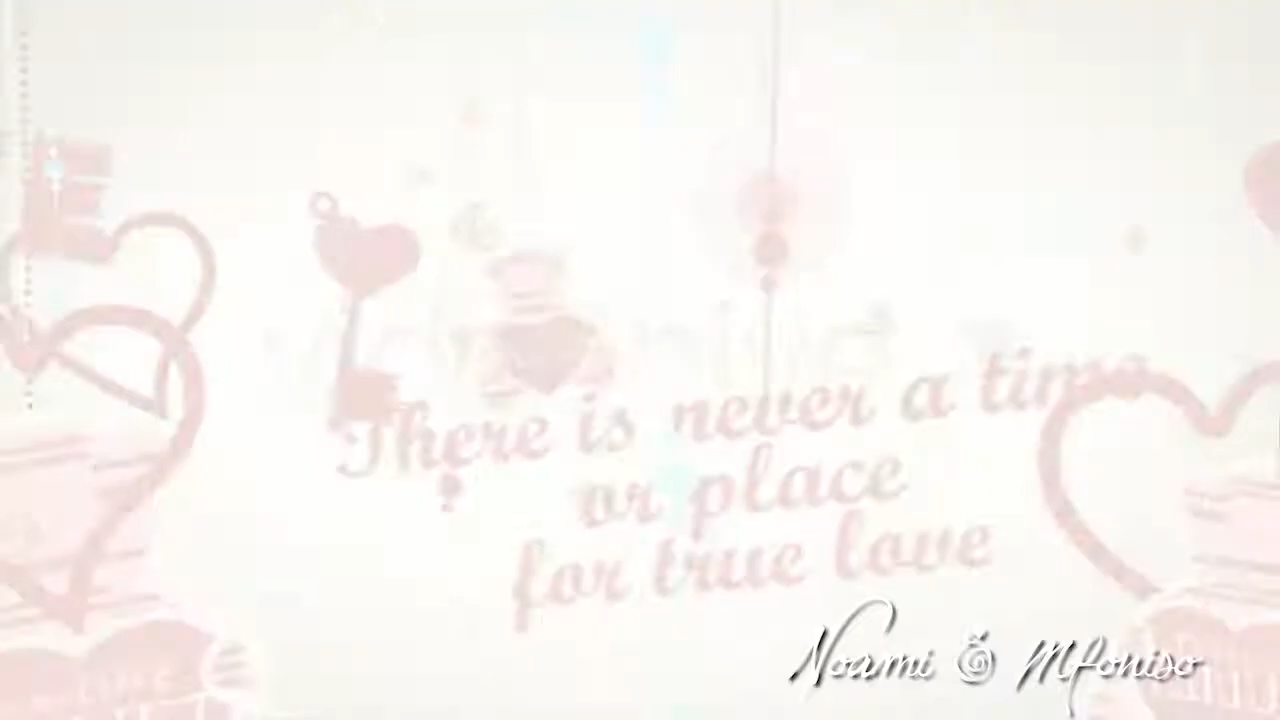 There is never a time
or place
for true love
Noami & Mfoniso